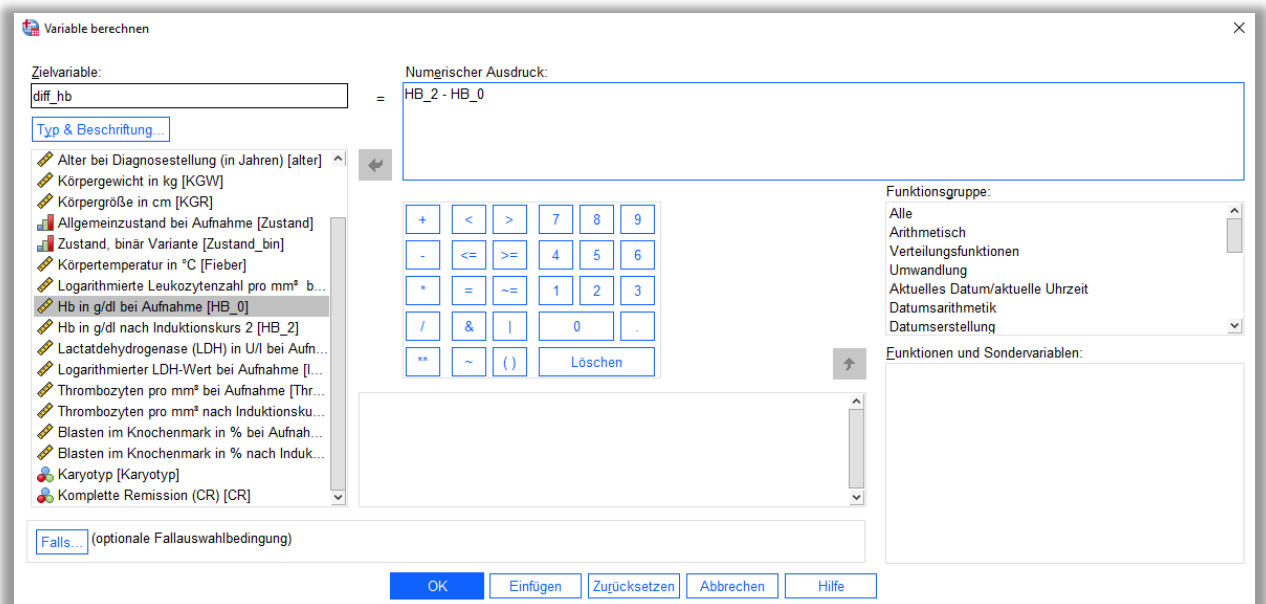 Variable berechnen
Zielvariable:
diff_hb
=
Numerischer Ausdruck:
HB_2 - HB_0
Typ & Beschriftung...
Alter bei Diagnosestellung (in Jahren) [alter]
Körpergewicht in kg [KGW]
Körpergröße in cm [KGR]
Allgemeinzustand bei Aufnahme [Zustand]
Zustand, binär Variante [Zustand_bin]
Körpertemperatur in °C [Fieber]
Logarithmierte Leukozytenzahl pro mm³ b...
Hb in g/dl bei Aufnahme [HB_0]
Hb in g/dl nach Induktionskurs 2 [HB_2]
Lactatdehydrogenase (LDH) in U/l bei Aufn...
Logarithmierter LDH-Wert bei Aufnahme [l...
Thrombozyten pro mm³ bei Aufnahme [Thr...
Thrombozyten pro mm³ nach Induktionsku...
Blasten im Knochenmark in % bei Aufnah...
Blasten im Knochenmark in % nach Induk...
Karyotyp [Karyotyp]
Komplette Remission (CR) [CR]
+ < > 7 8 9
- <= >= 4 5 6
* = ~= 1 2 3
/ & | 0 .
** ~ ( ) Löschen
Funktionsgruppe:
Alle
Arithmetisch
Verteilungsfunktionen
Umwandlung
Aktuelles Datum/aktuelle Uhrzeit
Datumsarithmetik
Datumserstellung
Funktionen und Sondervariablen:
Falls... (optionale Fallauswahlbedingung)
OK Einfügen Zurücksetzen Abbrechen Hilfe